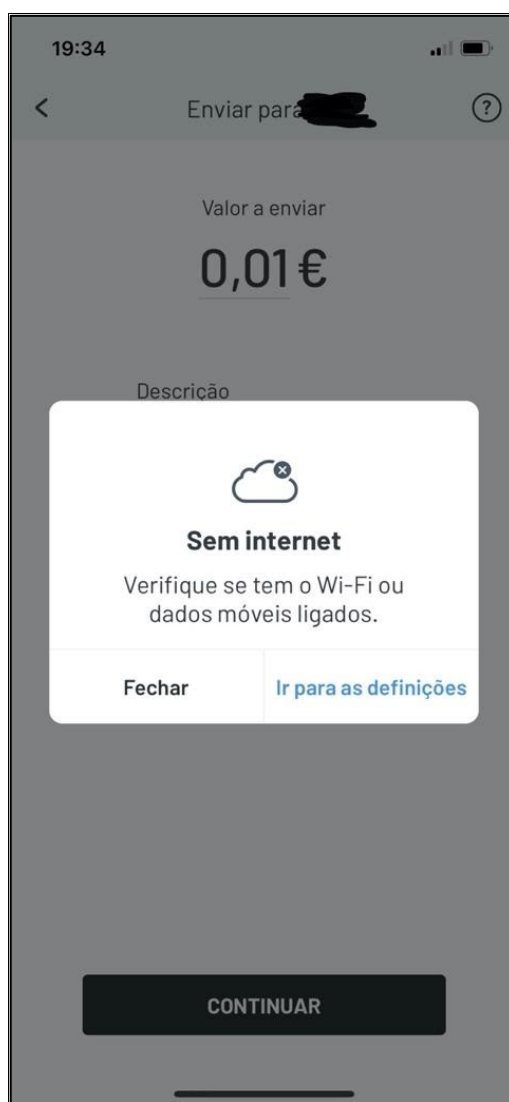 19:34
Enviar para
?
Valor a enviar
0,01 €
Descrição
Sem internet
Verifique se tem o Wi-Fi ou
dados móveis ligados.
Fechar
Ir para as definições
CONTINUAR